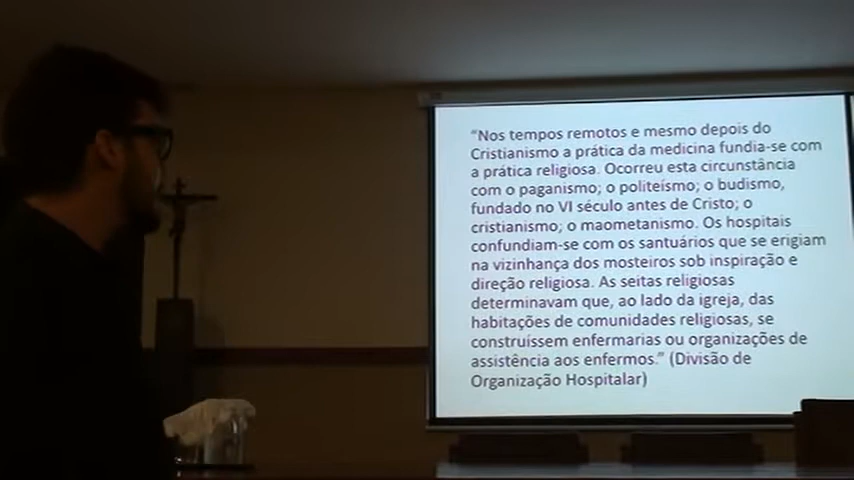 “Nos tempos remotos e mesmo depois do
Cristianismo a prática da medicina fundia-se com
a prática religiosa. Ocorreu esta circunstância
com o paganismo; o politeísmo; o budismo,
fundado no VI século antes de Cristo; o
cristianismo; o maometanismo. Os hospitais
confundiam-se com os santuários que se erigiam
na vizinhança dos mosteiros sob inspiração e
direção religiosa. As seitas religiosas
determinavam que, ao lado da igreja, das
habitações de comunidades religiosas, se
construíssem enfermarias ou organizações de
assistência aos enfermos.” (Divisão de
Organização Hospitalar)